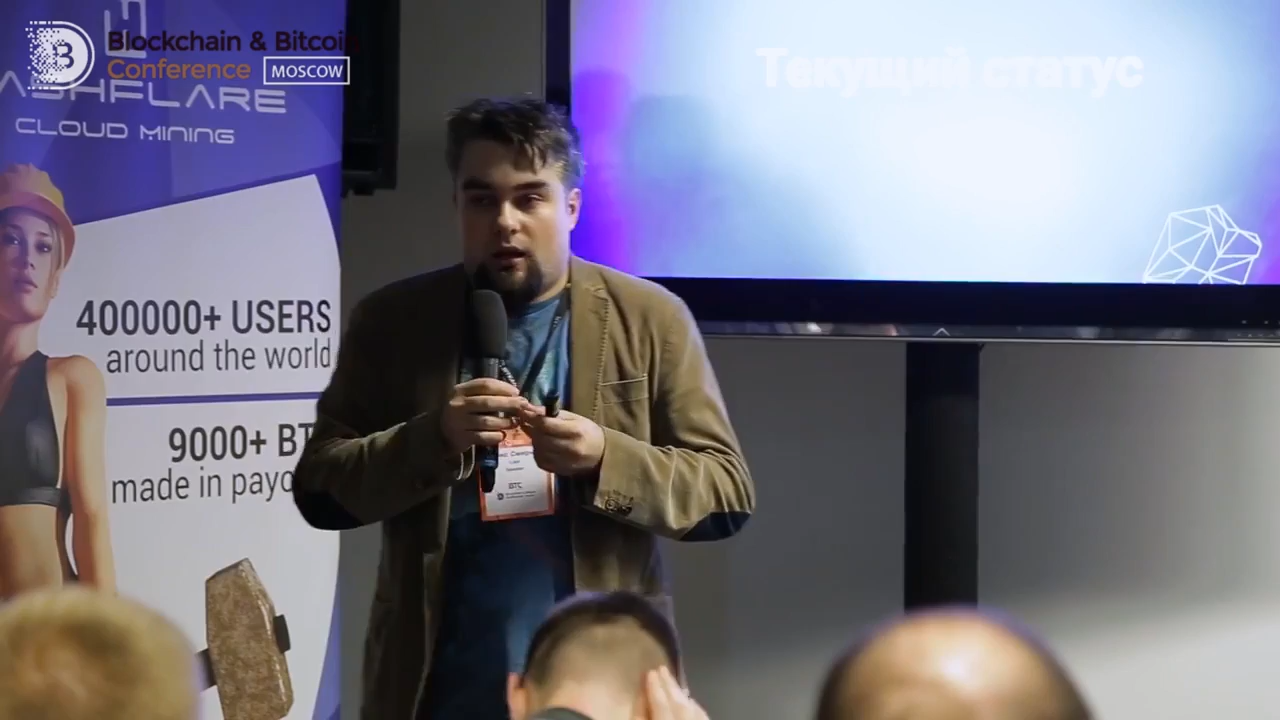 Blockchain & Bitcoin
Conference MOSCOW
ASHFLARE
CLOUD MINING
400000+ USERS
around the world
9000+ BT
made in payo
Текущий статус
BTC